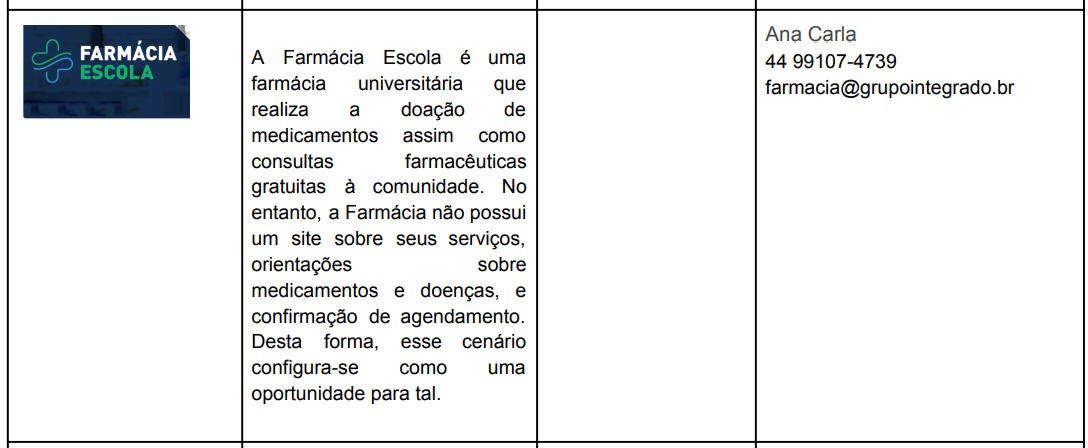 FARMÁCIA
ESCOLA
A Farmácia Escola é uma
farmácia universitária que
realiza a doação de
medicamentos assim como
consultas farmacêuticas
gratuitas à comunidade. No
entanto, a Farmácia não possui
um site sobre seus serviços,
orientações sobre
medicamentos e doenças, e
confirmação de agendamento.
Desta forma, esse cenário
configura-se como uma
oportunidade para tal.
Ana Carla
44 99107-4739
farmacia@grupointegrado.br